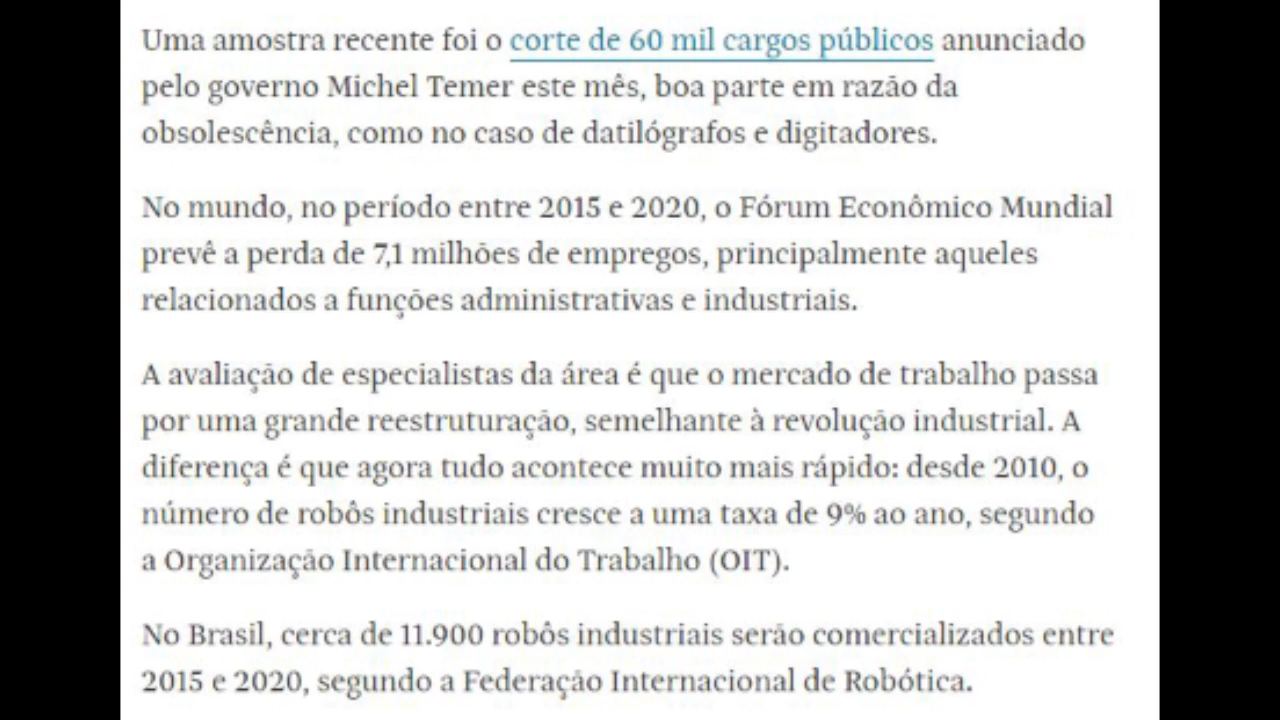 Uma amostra recente foi o corte de 60 mil cargos públicos anunciado
pelo governo Michel Temer este mês, boa parte em razão da
obsolescência, como no caso de datilógrafos e digitadores.
No mundo, no período entre 2015 e 2020, o Fórum Econômico Mundial
prevê a perda de 7,1 milhões de empregos, principalmente aqueles
relacionados a funções administrativas e industriais.
A avaliação de especialistas da área é que o mercado de trabalho passa
por uma grande reestruturação, semelhante à revolução industrial. A
diferença é que agora tudo acontece muito mais rápido: desde 2010, o
número de robôs industriais cresce a uma taxa de 9% ao ano, segundo
a Organização Internacional do Trabalho (OIT).
No Brasil, cerca de 11.900 robôs industriais serão comercializados entre
2015 e 2020, segundo a Federação Internacional de Robótica.